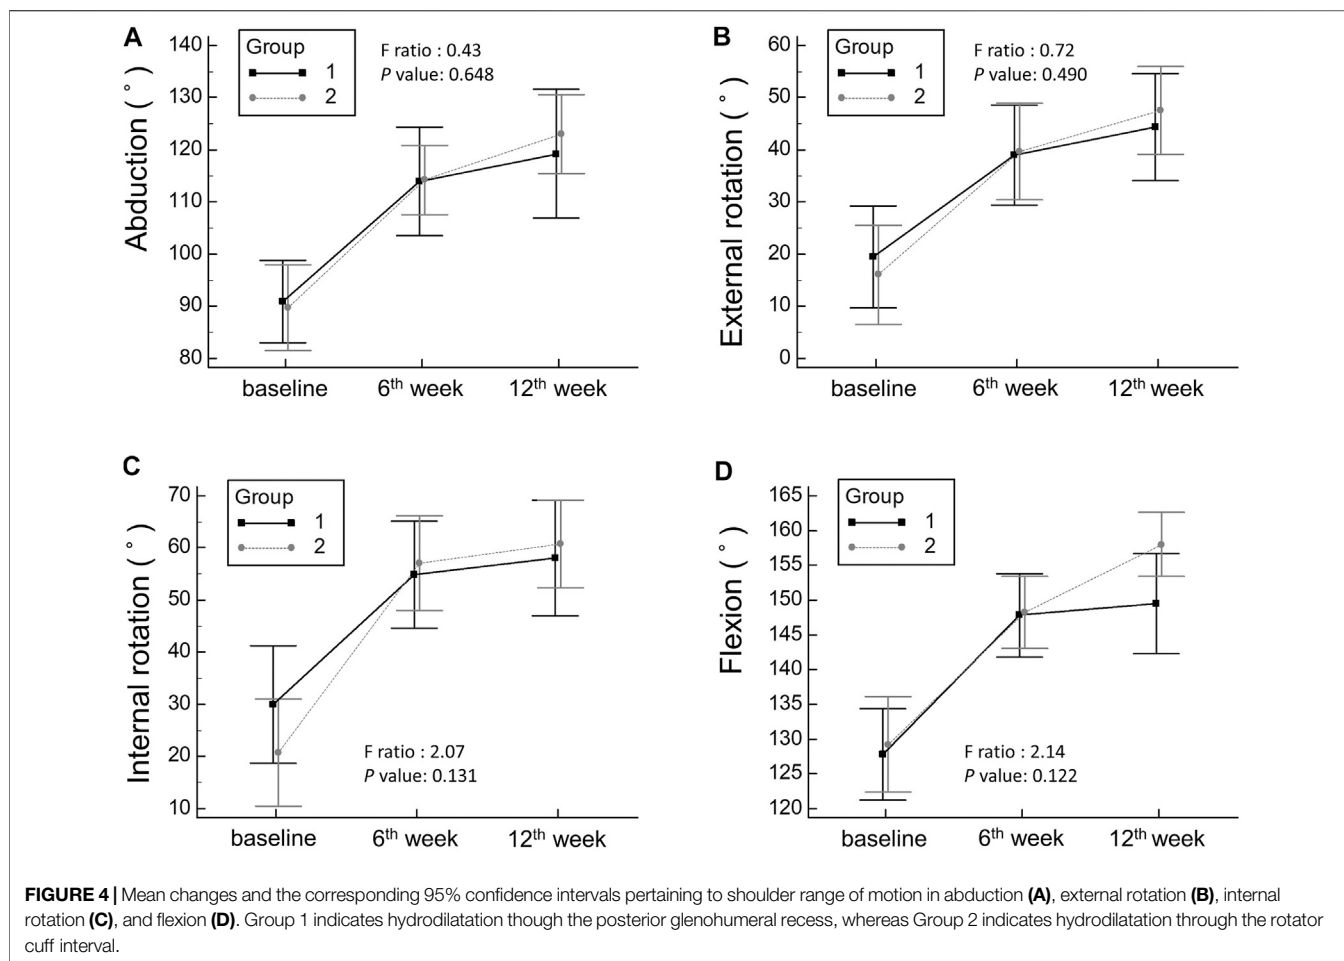 A
Abduction ( ° )
140
130
120
110
100
90
80
Group
1
2
F ratio : 0.43
P value: 0.648
baseline
6th week
12th week
B
External rotation ( ° )
60
50
40
30
20
10
0
Group
1
2
F ratio : 0.72
P value: 0.490
baseline
6th week
12th week
C
Internal rotation ( ° )
70
60
50
40
30
20
10
Group
1
2
F ratio : 2.07
P value: 0.131
baseline
6th week
12th week
D
Flexion ( ° )
165
160
155
150
145
140
135
130
125
120
Group
1
2
F ratio : 2.14
P value: 0.122
baseline
6th week
12th week
FIGURE 4 | Mean changes and the corresponding 95% confidence intervals pertaining to shoulder range of motion in abduction (A), external rotation (B), internal
rotation (C), and flexion (D). Group 1 indicates hydrodilatation though the posterior glenohumeral recess, whereas Group 2 indicates hydrodilatation through the rotator
cuff interval.